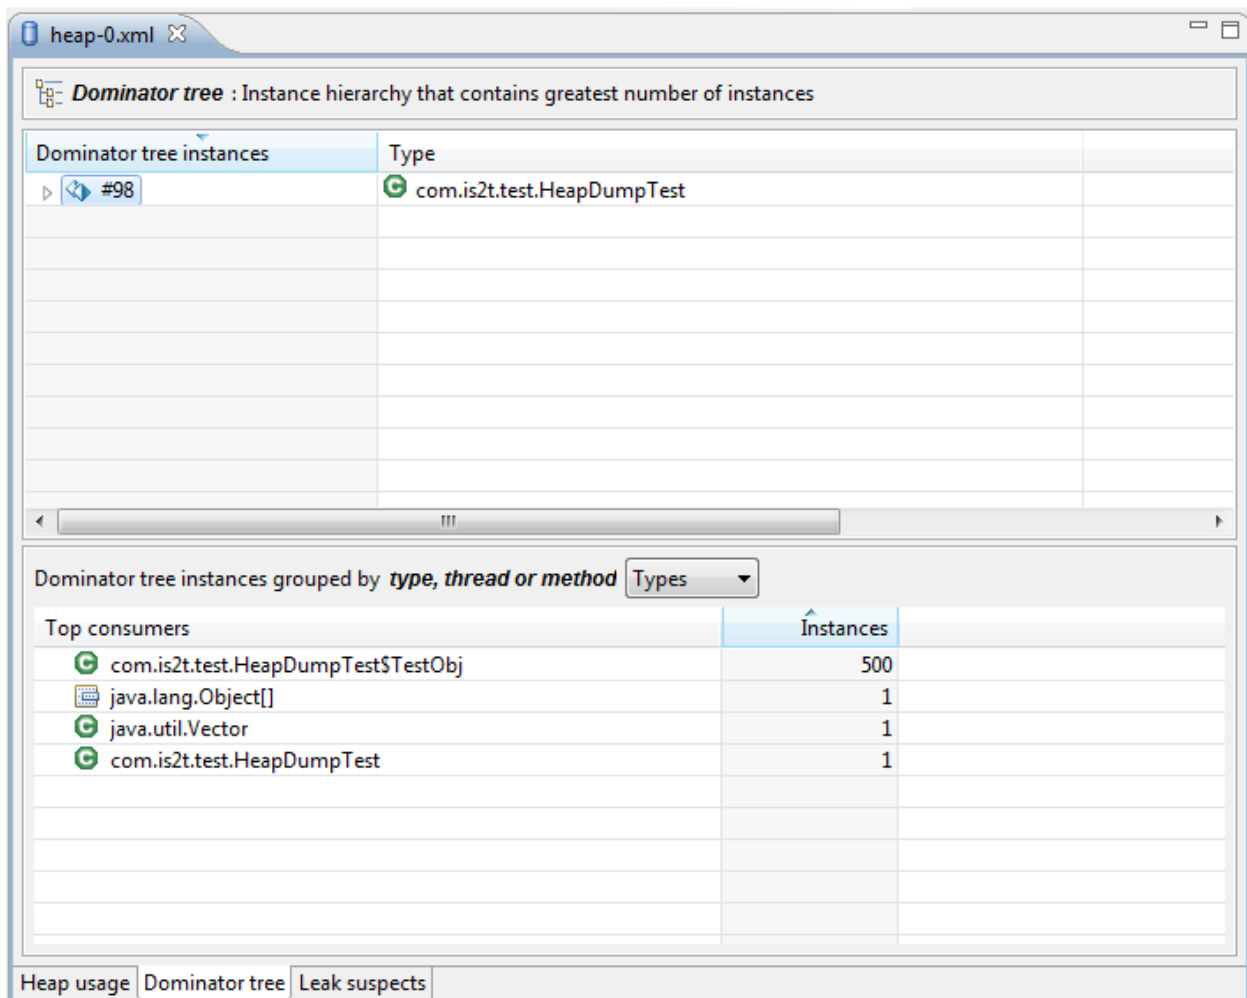 heap-0.xml
Dominator tree : Instance hierarchy that contains greatest number of instances
Dominator tree instances Type
#98 com.is2t.test.HeapDumpTest
Dominator tree instances grouped by type, thread or method Types
Top consumers Instances
com.is2t.test.HeapDumpTest$TestObj 500
java.lang.Object[] 1
java.util.Vector 1
com.is2t.test.HeapDumpTest 1
Heap usage Dominator tree Leak suspects